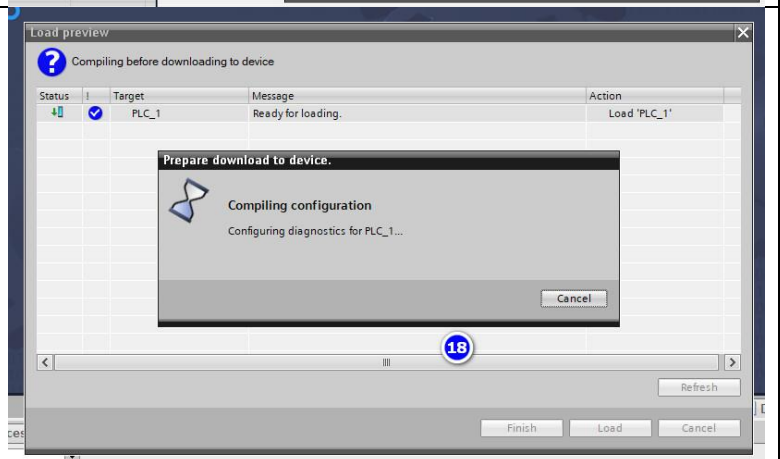 Load preview
Compiling before downloading to device
Status ! Target Message Action
PLC_1 Ready for loading. Load 'PLC_1'
Prepare download to device.
Compiling configuration
Configuring diagnostics for PLC_1...
Cancel
18
Refresh
Finish Load Cancel